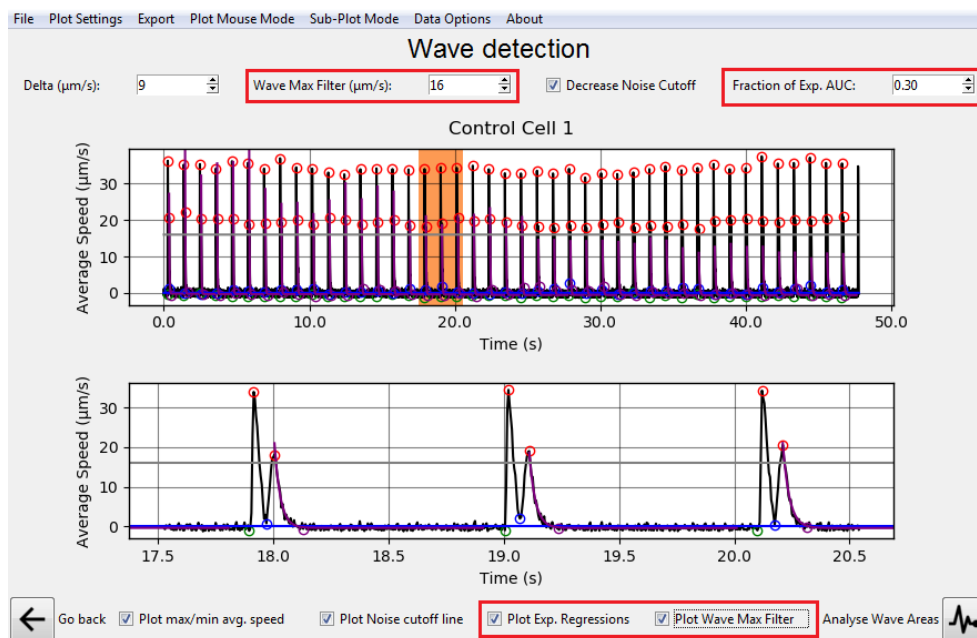 File Plot Settings Export Plot Mouse Mode Sub-Plot Mode Data Options About
Wave detection
Delta (µm/s): 9 Wave Max Filter (µm/s): 16 Decrease Noise Cutoff Fraction of Exp. AUC: 0.30
Control Cell 1
Average Speed (µm/s)
30
20
10
0
0.0 10.0 20.0 30.0 40.0 50.0
Time (s)
Average Speed (µm/s)
30
20
10
0
17.5 18.0 18.5 19.0 19.5 20.0 20.5
Time (s)
Go back Plot max/min avg. speed Plot Noise cutoff line Plot Exp. Regressions Plot Wave Max Filter Analyse Wave Areas